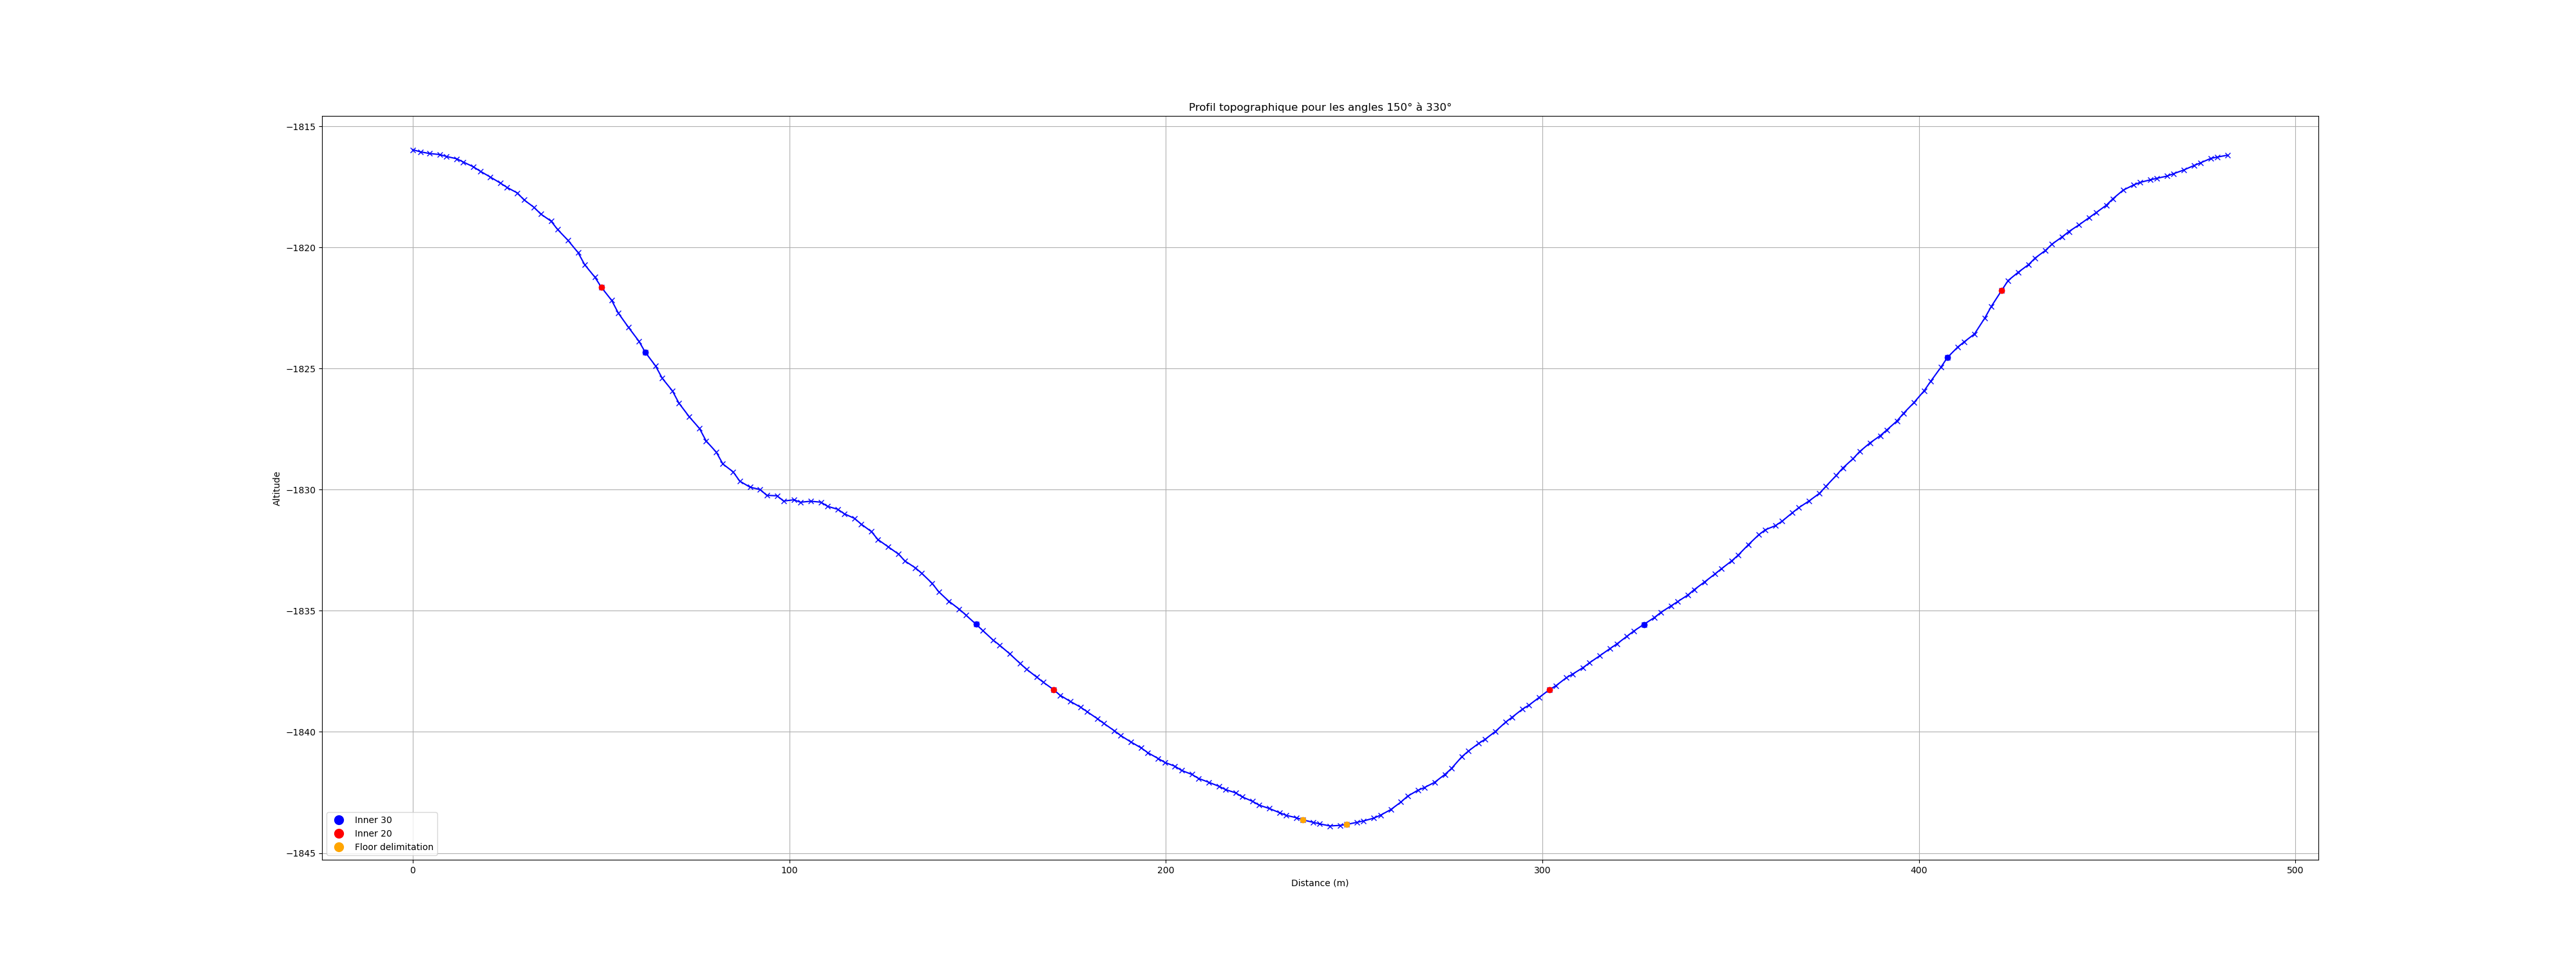 Profil topographique pour les angles 150° à 330°
−1815
−1820
−1825
−1830
−1835
−1840
−1845
Altitude
Inner 30
Inner 20
Floor delimitation
0 100 200 300 400 500
Distance (m)